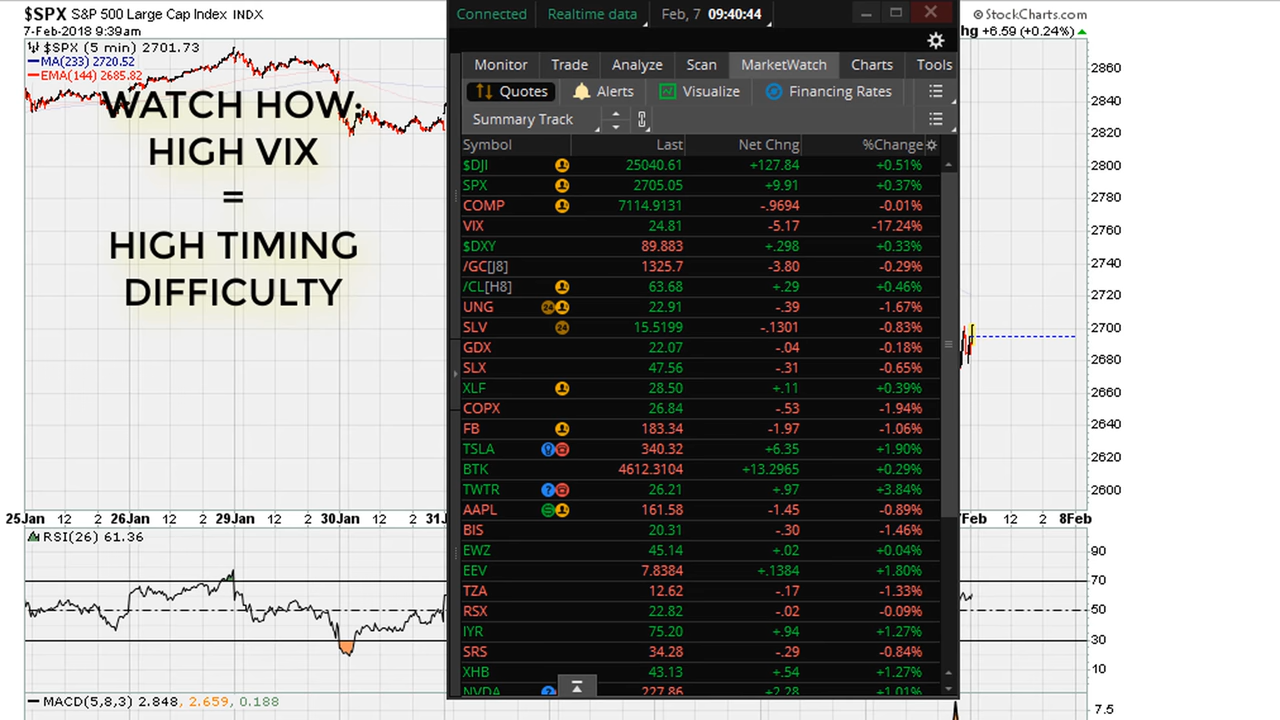 $SPX S&P 500 Large Cap Index INDX
7-Feb-2018 9:39am
$SPX (5 min) 2701.73
MA(233) 2720.52
EMA(144) 2685.82
WATCH HOW:
HIGH VIX
=
HIGH TIMING
DIFFICULTY
Connected Realtime data Feb, 7 09:40:44
Monitor Trade Analyze Scan MarketWatch Charts Tools
Quotes Alerts Visualize Financing Rates
Summary Track
Symbol Last Net Chng %Change
$DJI 25040.61 +127.84 +0.51%
SPX 2705.05 +9.91 +0.37%
COMP 7114.9131 -.9694 -0.01%
VIX 24.81 -5.17 -17.24%
$DXY 89.883 +.298 +0.33%
/GC[J8] 1325.7 -3.80 -0.29%
/CL[H8] 63.68 +.29 +0.46%
UNG 24 22.91 -.39 -1.67%
SLV 24 15.5199 -.1301 -0.83%
GDX 22.07 -.04 -0.18%
SLX 47.56 -.31 -0.65%
XLF 28.50 +.11 +0.39%
COPX 26.84 -.53 -1.94%
FB 183.34 -1.97 -1.06%
TSLA 340.32 +6.35 +1.90%
BTK 4612.3104 +13.2965 +0.29%
TWTR ? 26.21 +.97 +3.84%
AAPL 161.58 -1.45 -0.89%
BIS 20.31 -.30 -1.46%
EWZ 45.14 +.02 +0.04%
EEV 7.8384 +.1384 +1.80%
TZA 12.62 -.17 -1.33%
RSX 22.82 -.02 -0.09%
IYR 75.20 +.94 +1.27%
SRS 34.28 -.29 -0.84%
XHB 43.13 +.54 +1.27%
NVDA ? 227.86 +2.28 +1.01%
© StockCharts.com
hg +6.59 (+0.24%)
2860
2840
2820
2800
2780
2760
2740
2720
2700
2680
2660
2640
2620
2600
25Jan 12 2 26Jan 12 2 29Jan 12 2 30Jan 12 2 31J
7Feb 12 2 8Feb
RSI(26) 61.36
90
70
50
30
10
MACD(5,8,3) 2.848, 2.659, 0.188
7.5